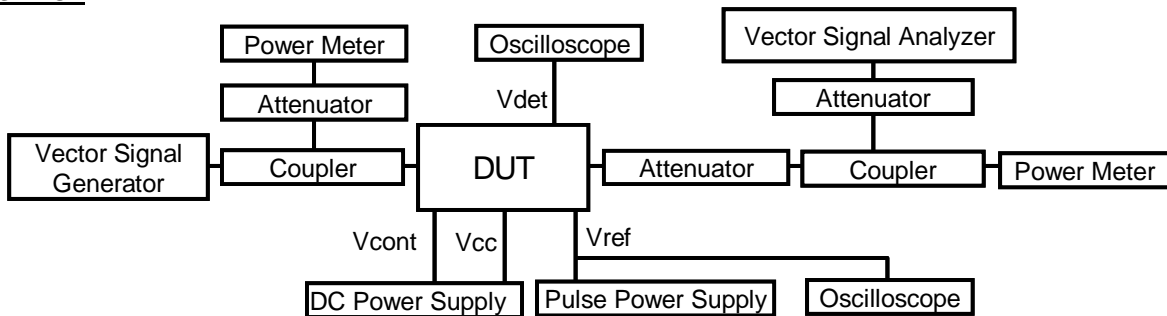 Power Meter
Oscilloscope
Vector Signal Analyzer
Attenuator
Vdet
Attenuator
Vector Signal
Generator
Coupler
DUT
Attenuator
Coupler
Power Meter
Vcont
Vcc
Vref
DC Power Supply
Pulse Power Supply
Oscilloscope